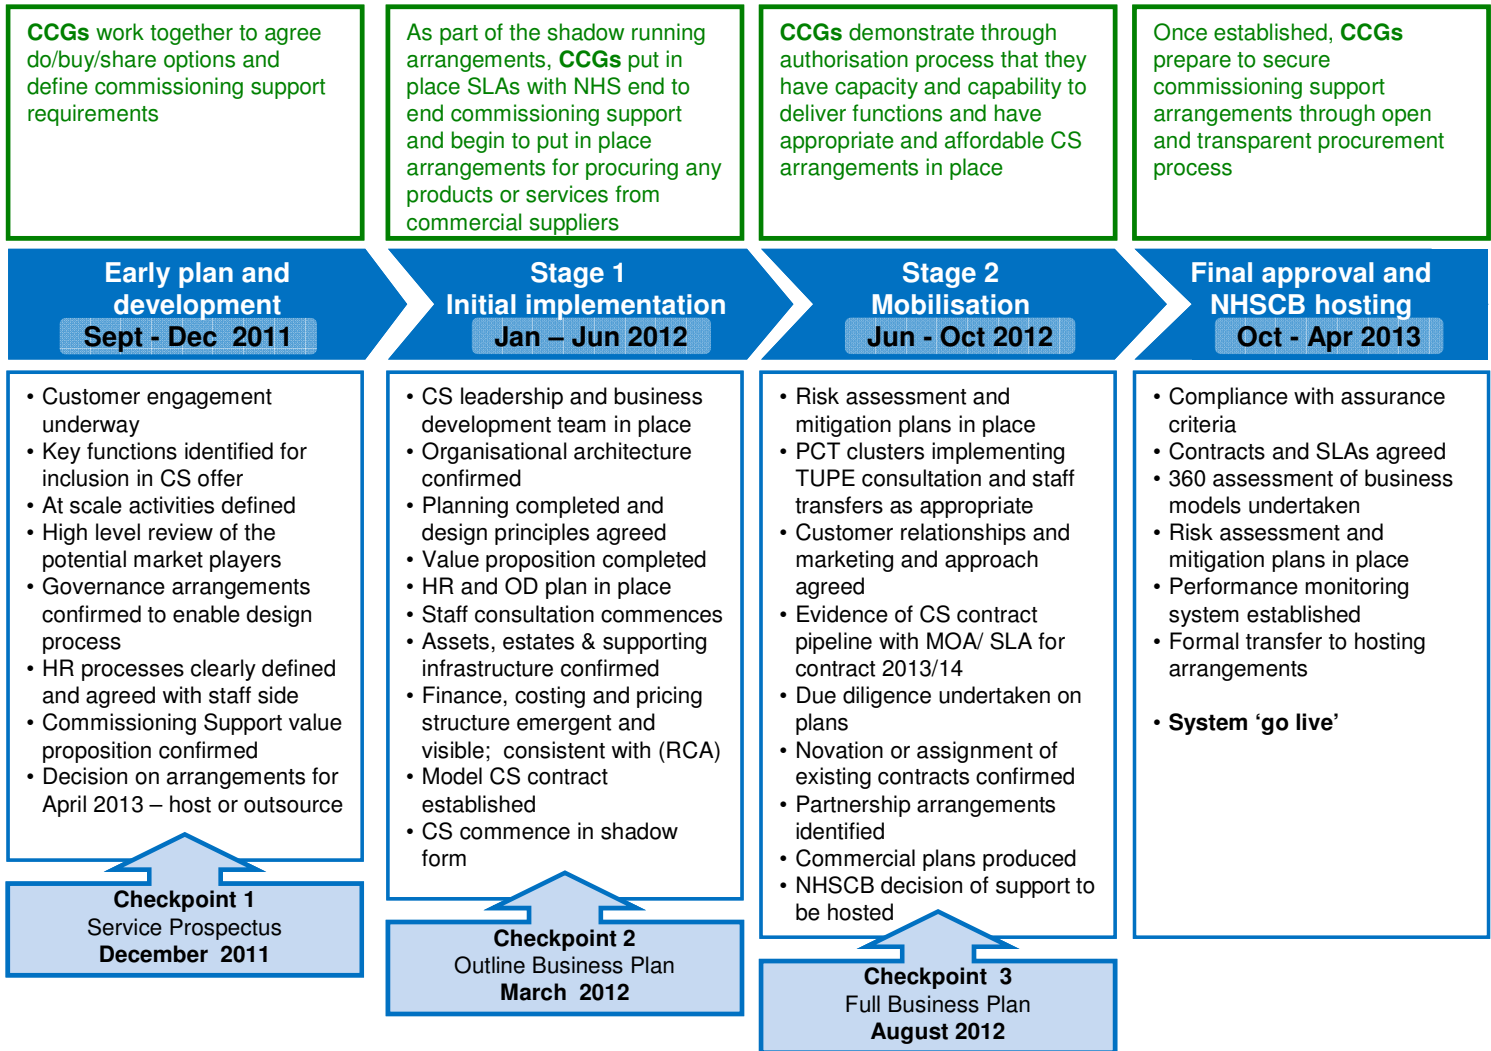 CCGs work together to agree
do/buy/share options and
define commissioning support
requirements
As part of the shadow running
arrangements, CCGs put in
place SLAs with NHS end to
end commissioning support
and begin to put in place
arrangements for procuring any
products or services from
commercial suppliers
CCGs demonstrate through
authorisation process that they
have capacity and capability to
deliver functions and have
appropriate and affordable CS
arrangements in place
Once established, CCGs
prepare to secure
commissioning support
arrangements through open
and transparent procurement
process
Early plan and
development
Sept - Dec 2011
Stage 1
Initial implementation
Jan – Jun 2012
Stage 2
Mobilisation
Jun - Oct 2012
Final approval and
NHSCB hosting
Oct - Apr 2013
• Customer engagement
underway
• Key functions identified for
inclusion in CS offer
• At scale activities defined
• High level review of the
potential market players
• Governance arrangements
confirmed to enable design
process
• HR processes clearly defined
and agreed with staff side
• Commissioning Support value
proposition confirmed
• Decision on arrangements for
April 2013 – host or outsource
Checkpoint 1
Service Prospectus
December 2011
• CS leadership and business
development team in place
• Organisational architecture
confirmed
• Planning completed and
design principles agreed
• Value proposition completed
• HR and OD plan in place
• Staff consultation commences
• Assets, estates & supporting
infrastructure confirmed
• Finance, costing and pricing
structure emergent and
visible; consistent with (RCA)
• Model CS contract
established
• CS commence in shadow
form
Checkpoint 2
Outline Business Plan
March 2012
• Risk assessment and
mitigation plans in place
• PCT clusters implementing
TUPE consultation and staff
transfers as appropriate
• Customer relationships and
marketing and approach
agreed
• Evidence of CS contract
pipeline with MOA/ SLA for
contract 2013/14
• Due diligence undertaken on
plans
• Novation or assignment of
existing contracts confirmed
• Partnership arrangements
identified
• Commercial plans produced
• NHSCB decision of support to
be hosted
Checkpoint 3
Full Business Plan
August 2012
• Compliance with assurance
criteria
• Contracts and SLAs agreed
• 360 assessment of business
models undertaken
• Risk assessment and
mitigation plans in place
• Performance monitoring
system established
• Formal transfer to hosting
arrangements
• System ‘go live’